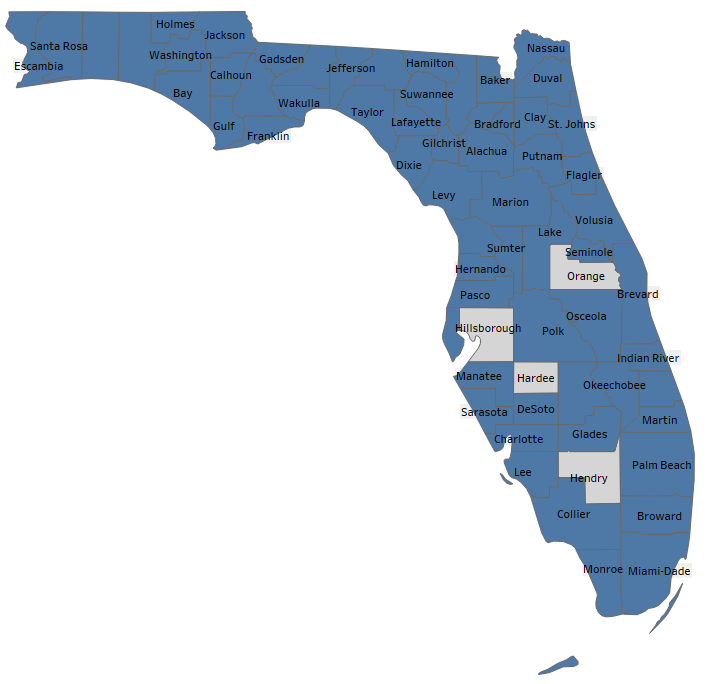 Holmes
Jackson
Santa Rosa
Washington
Escambia
Calhoun
Bay
Gadsden
Jefferson
Hamilton
Suwannee
Wakulla
Taylor
Lafayette
Gulf
Franklin
Nassau
Baker
Duval
Clay
St. Johns
Bradford
Gilchrist
Alachua
Putnam
Dixie
Flagler
Levy
Marion
Volusia
Lake
Sumter
Seminole
Hernando
Orange
Pasco
Brevard
Osceola
Hillsborough
Polk
Indian River
Manatee
Hardee
Okeechobee
Sarasota
DeSoto
Martin
Charlotte
Glades
Lee
Hendry
Palm Beach
Collier
Broward
Monroe
Miami-Dade